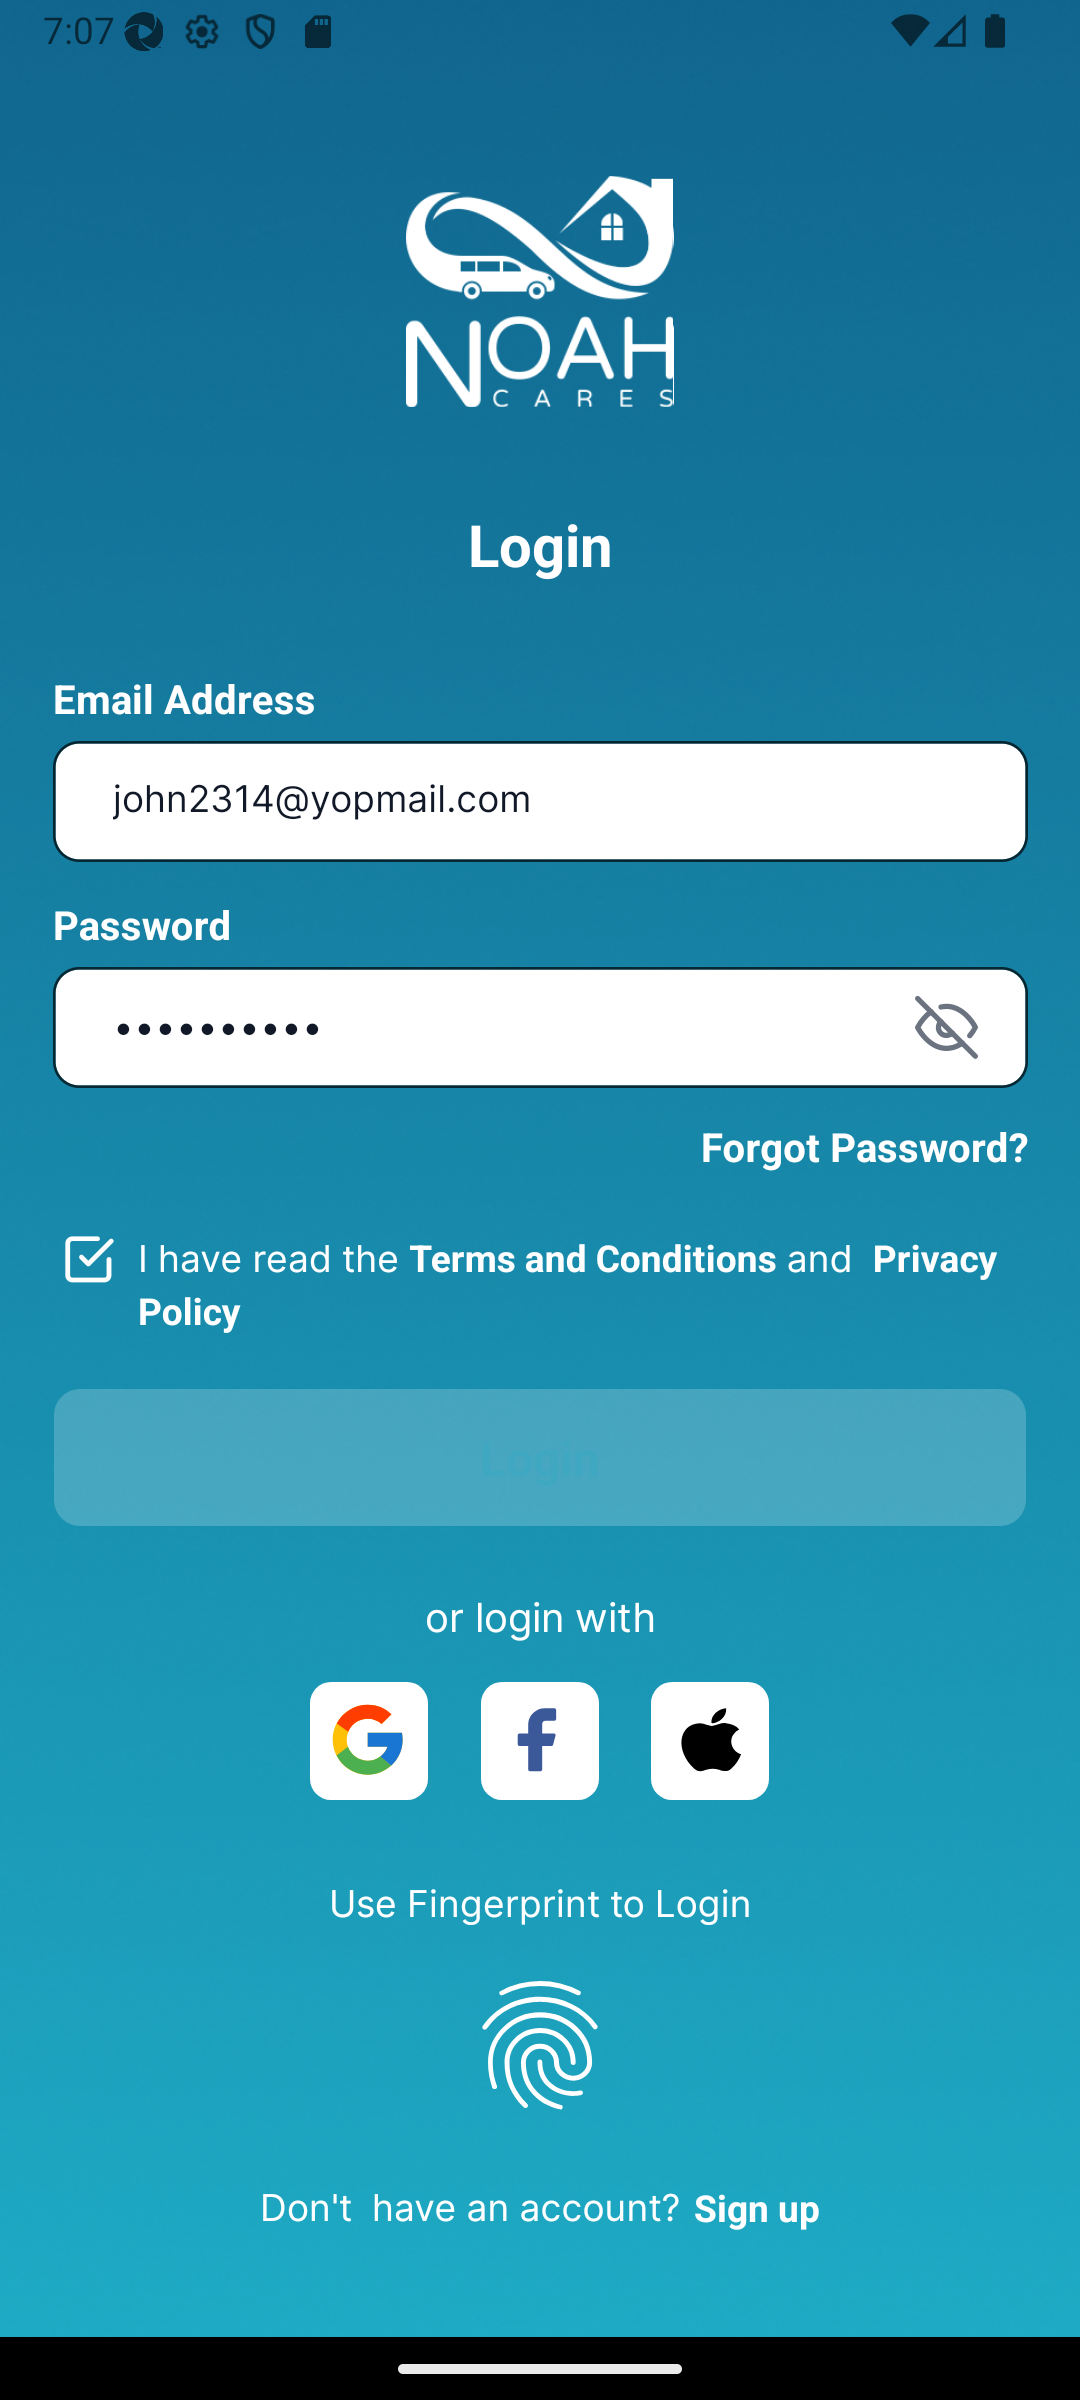 7:07
NOAH
CARES
Login
Email Address
john2314@yopmail.com
Password
••••••••••
Forgot Password?
I have read the Terms and Conditions and Privacy
Policy
Login
or login with
Use Fingerprint to Login
Don't have an account? Sign up